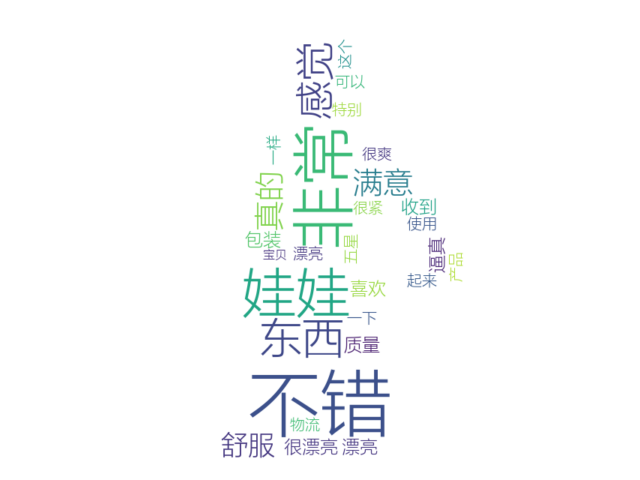 感觉
这个
可以
特别
非常
一样
很爽
真的
满意
很紧
收到
使用
包装
五星
逼真
宝贝
漂亮
产品
娃娃
喜欢
起来
一下
东西
质量
不错
物流
舒服
很漂亮
漂亮